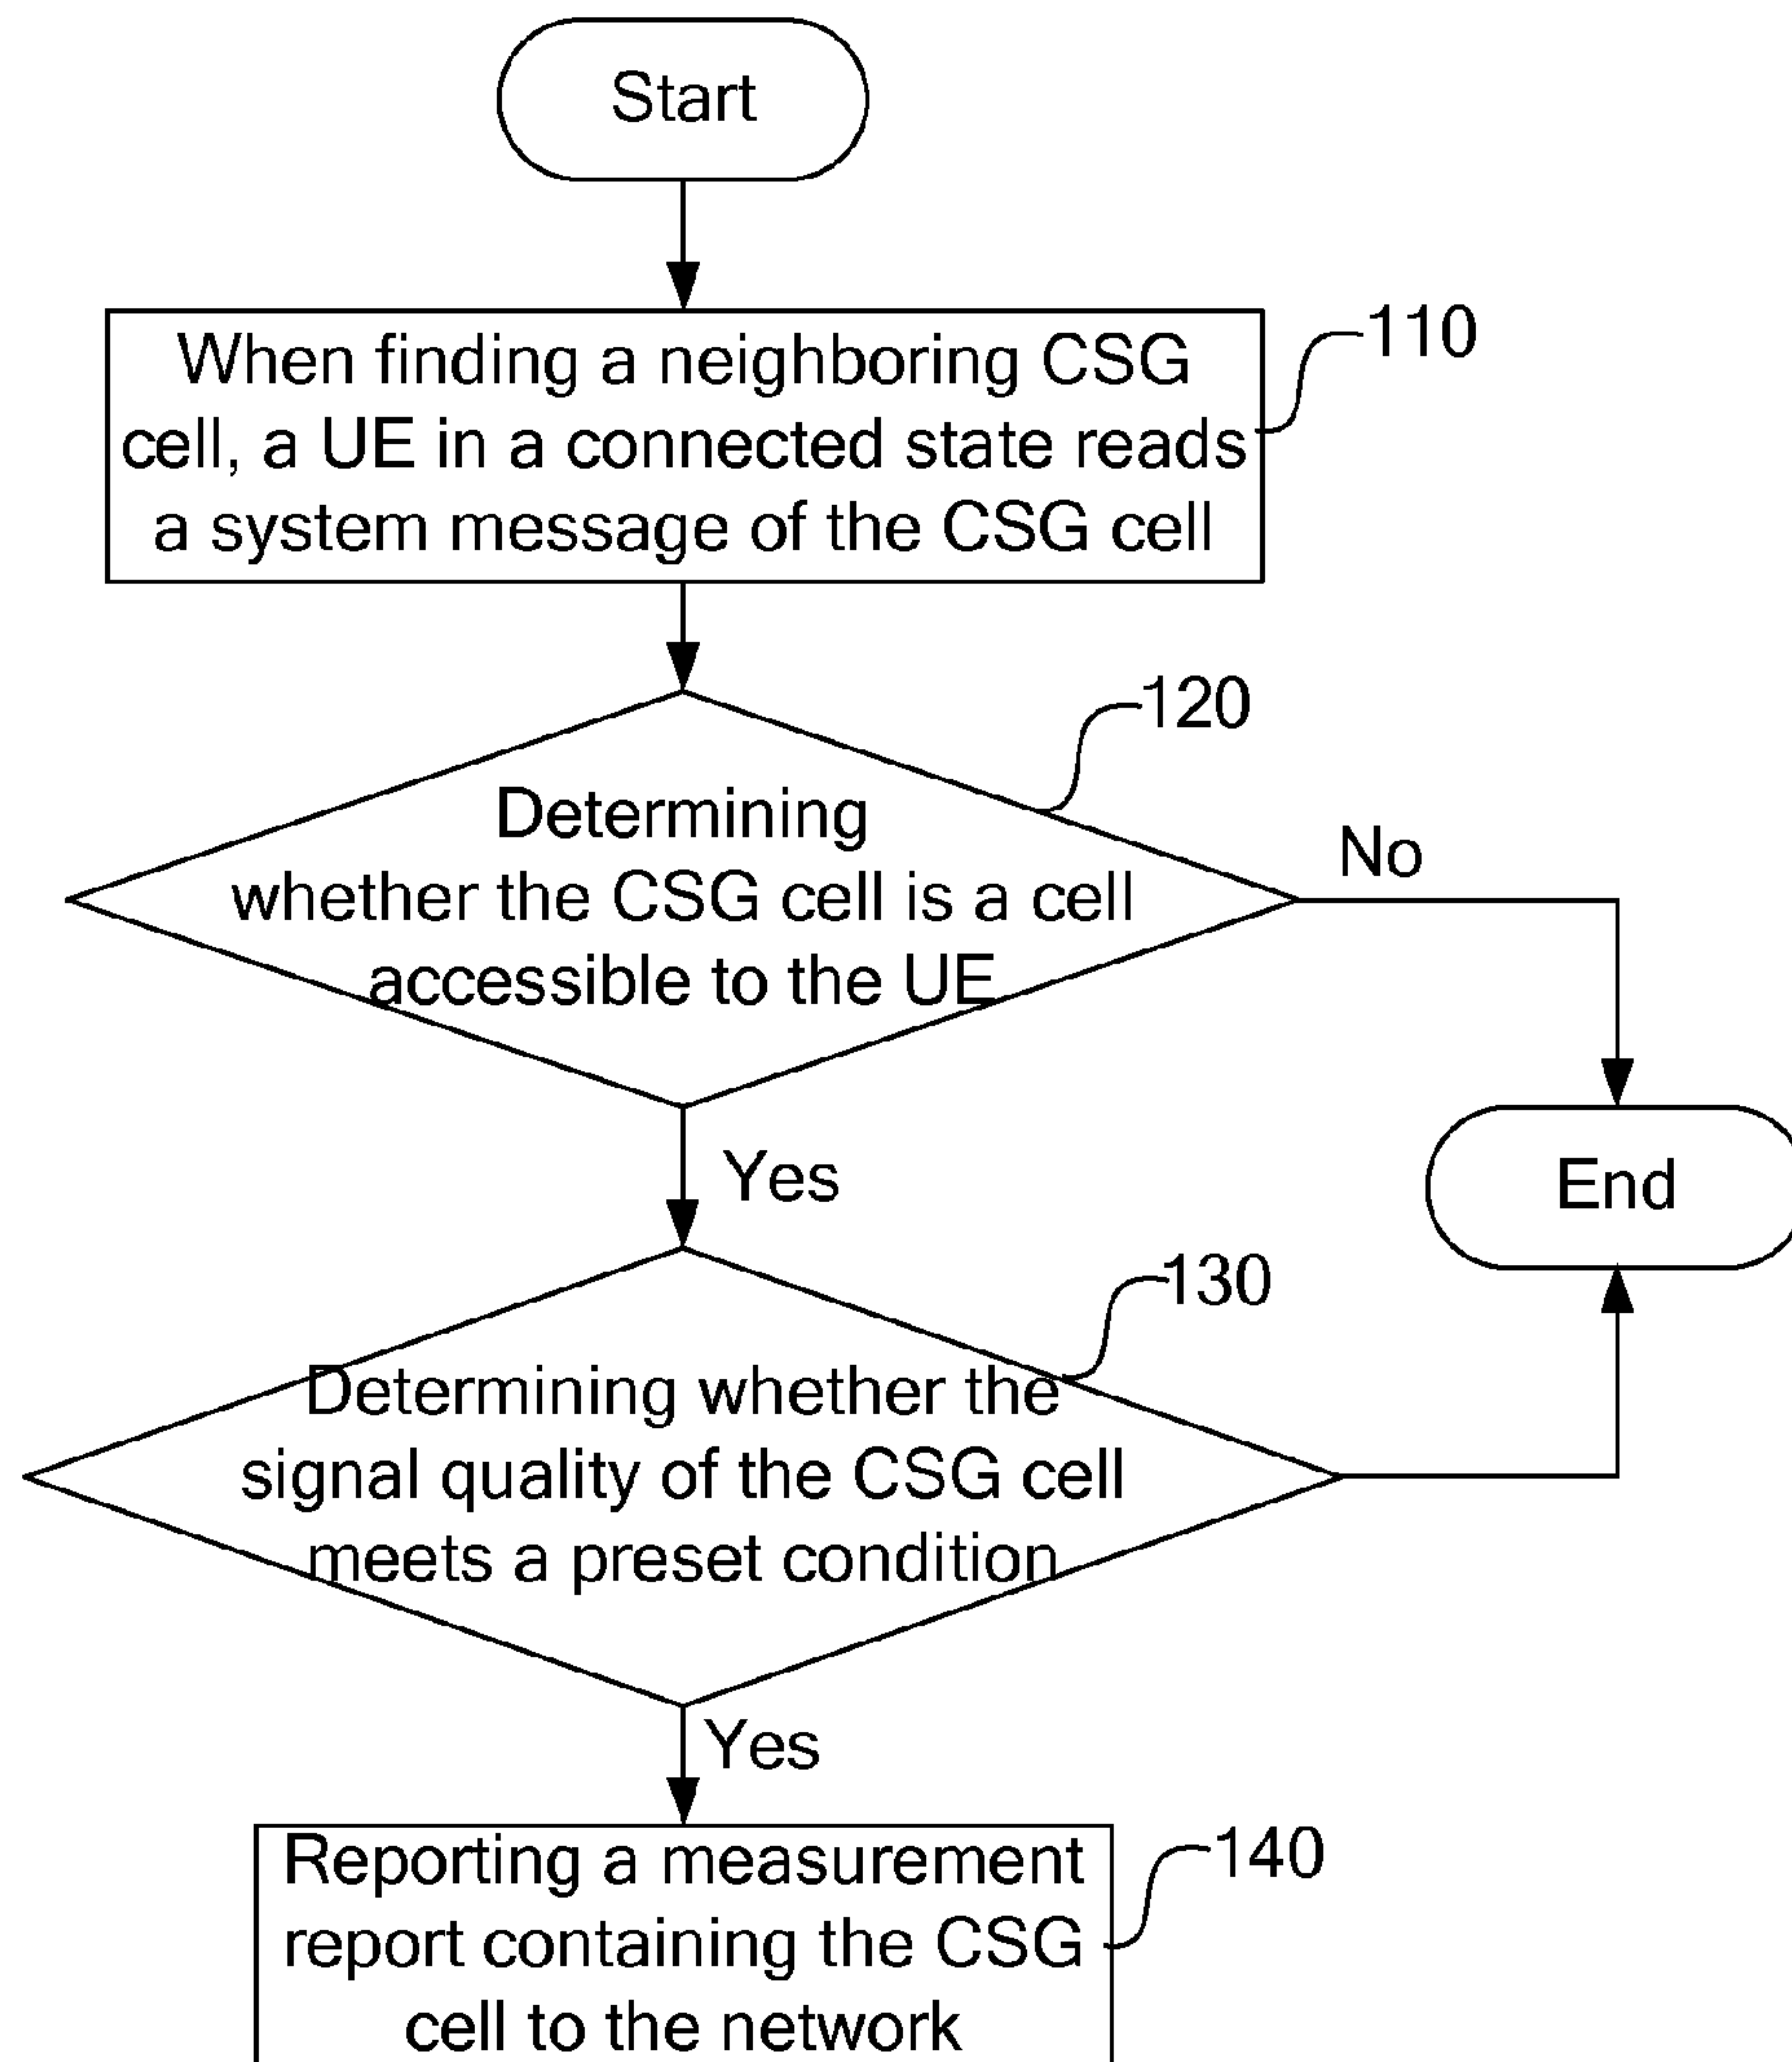 Start
When finding a neighboring CSG
cell, a UE in a connected state reads
a system message of the CSG cell
110
120
Determining
whether the CSG cell is a cell
accessible to the UE
No
Yes
End
130
Determining whether the
signal quality of the CSG cell
meets a preset condition
Yes
Reporting a measurement
report containing the CSG
cell to the network
140